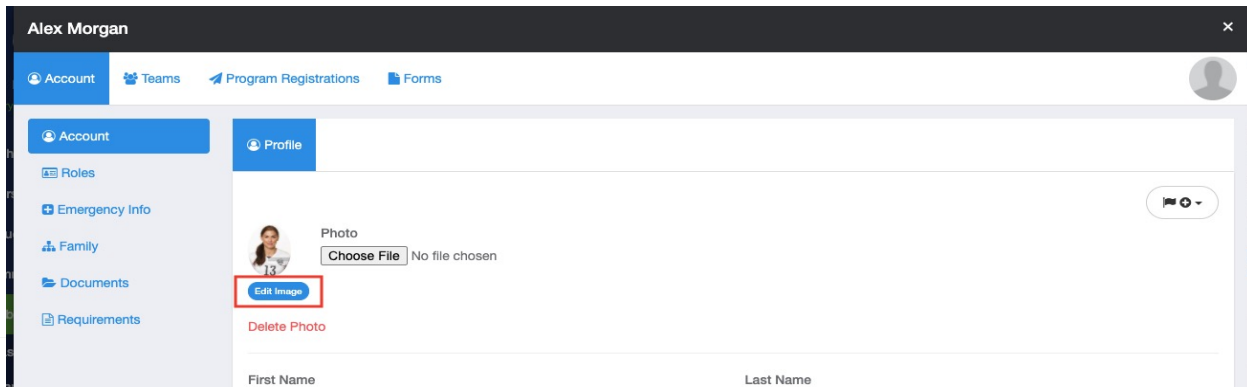 Alex Morgan ×
Account Teams Program Registrations Forms
Account
Roles
Emergency Info
Family
Documents
Requirements
Profile
Photo
Choose File No file chosen
13
Edit Image
Delete Photo
First Name Last Name